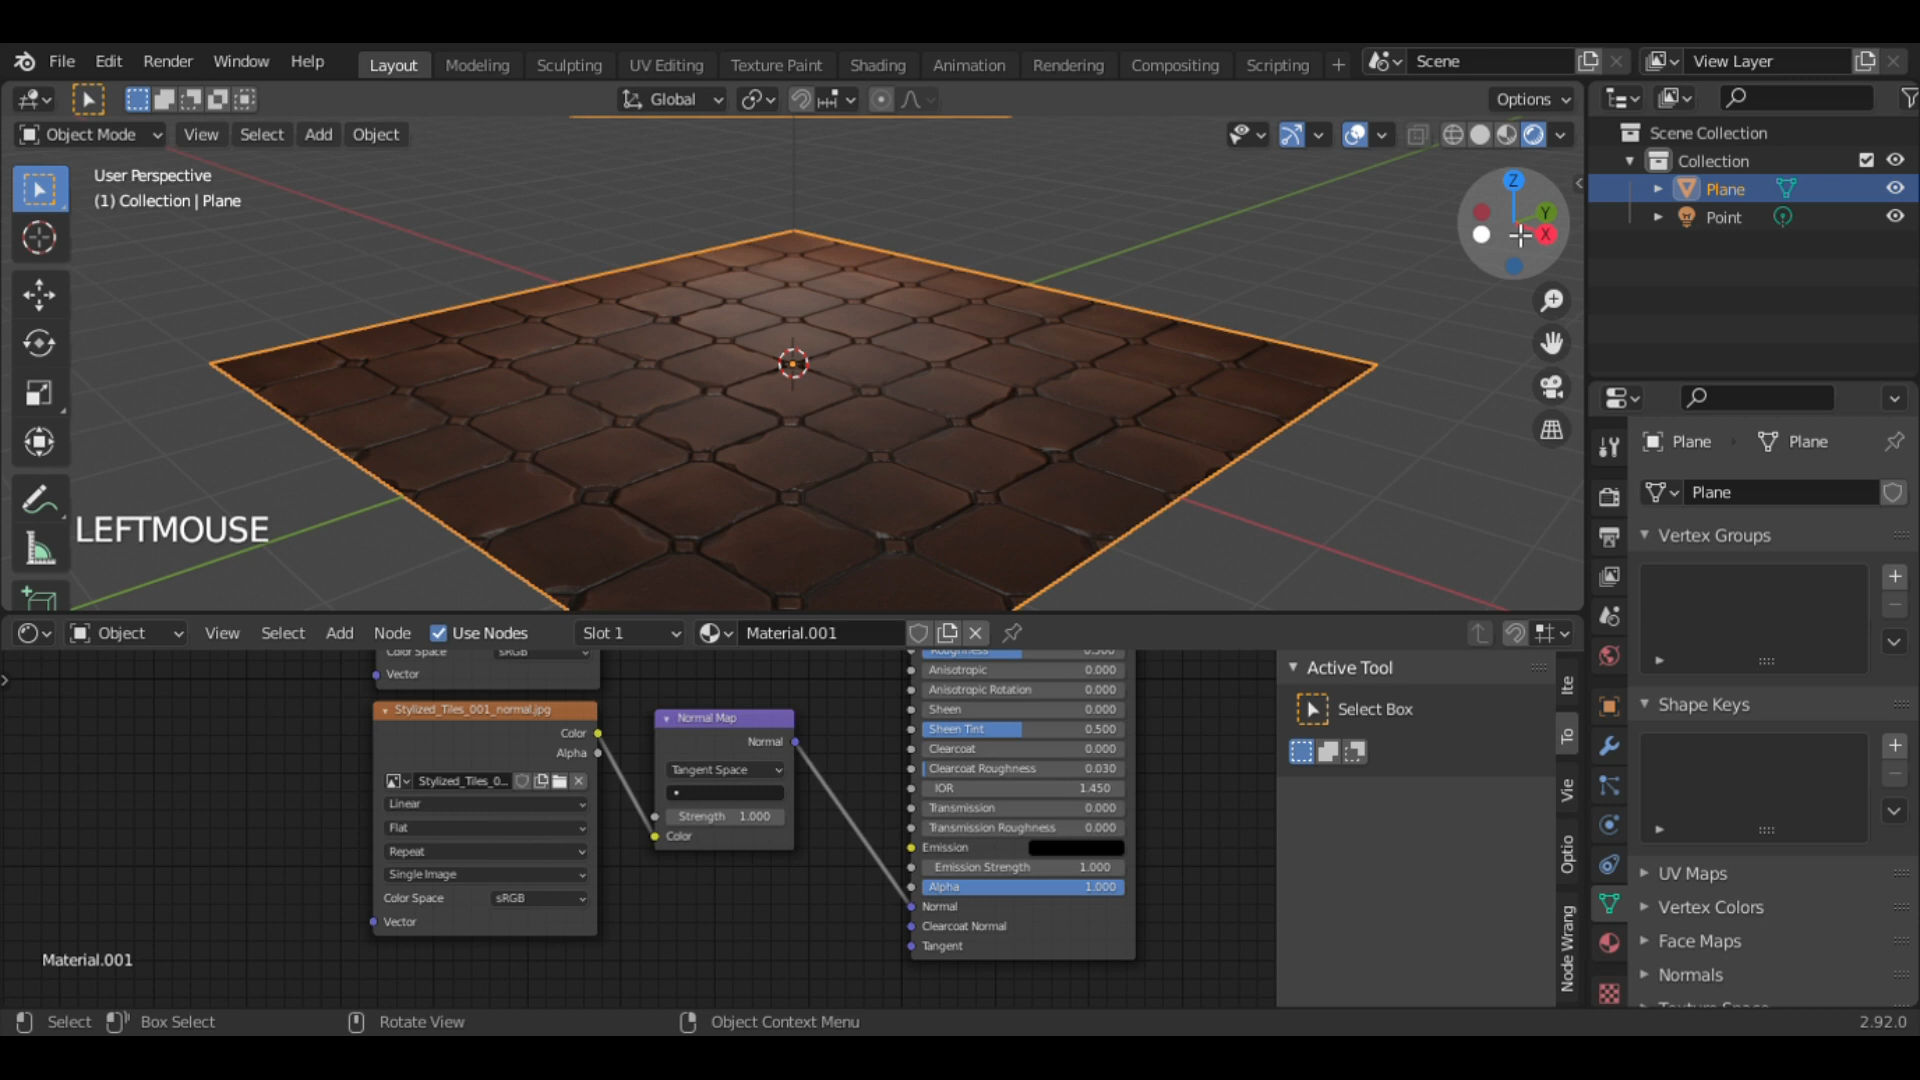 File Edit Render Window Help Layout Modeling Sculpting UV Editing Texture Paint Shading Animation Rendering Compositing Scripting + Scene View Layer
Global Options
Object Mode View Select Add Object
User Perspective
(1) Collection | Plane
Z
Y
X
LEFTMOUSE
Scene Collection
Collection
Plane
Point
Plane Plane
Plane
Vertex Groups
Shape Keys
UV Maps
Vertex Colors
Face Maps
Normals
Texture Space
Object View Select Add Node Use Nodes Slot 1 Material.001
Color Space sRGB
Vector
Stylized_Tiles_001_normal.jpg
Color
Alpha
Stylized_Tiles_0...
Linear
Flat
Repeat
Single Image
Color Space sRGB
Vector
Normal Map
Normal
Tangent Space
Strength 1.000
Color
Roughness 0.500
Anisotropic 0.000
Anisotropic Rotation 0.000
Sheen 0.000
Sheen Tint 0.500
Clearcoat 0.000
Clearcoat Roughness 0.030
IOR 1.450
Transmission 0.000
Transmission Roughness 0.000
Emission
Emission Strength 1.000
Alpha 1.000
Normal
Clearcoat Normal
Tangent
Active Tool
Select Box
Ite
To
Vie
Optio
Node Wrang
Material.001
Select Box Select Rotate View Object Context Menu 2.92.0